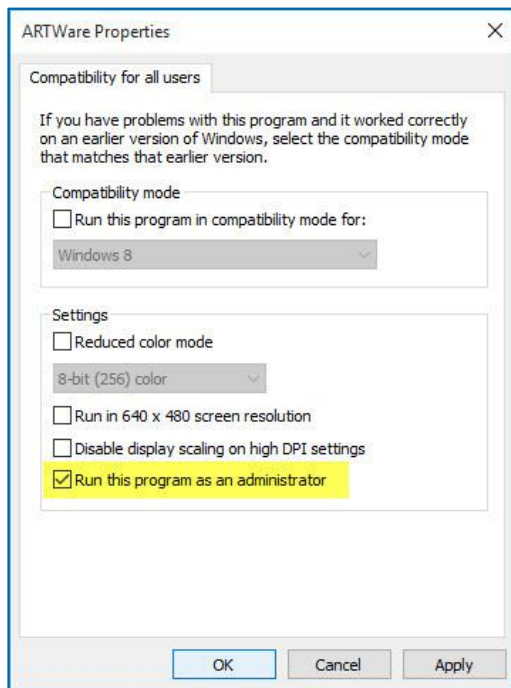 ARTWare Properties
Compatibility for all users
If you have problems with this program and it worked correctly
on an earlier version of Windows, select the compatibility mode
that matches that earlier version.
Compatibility mode
Run this program in compatibility mode for:
Windows 8
Settings
Reduced color mode
8-bit (256) color
Run in 640 x 480 screen resolution
Disable display scaling on high DPI settings
Run this program as an administrator
OK Cancel Apply